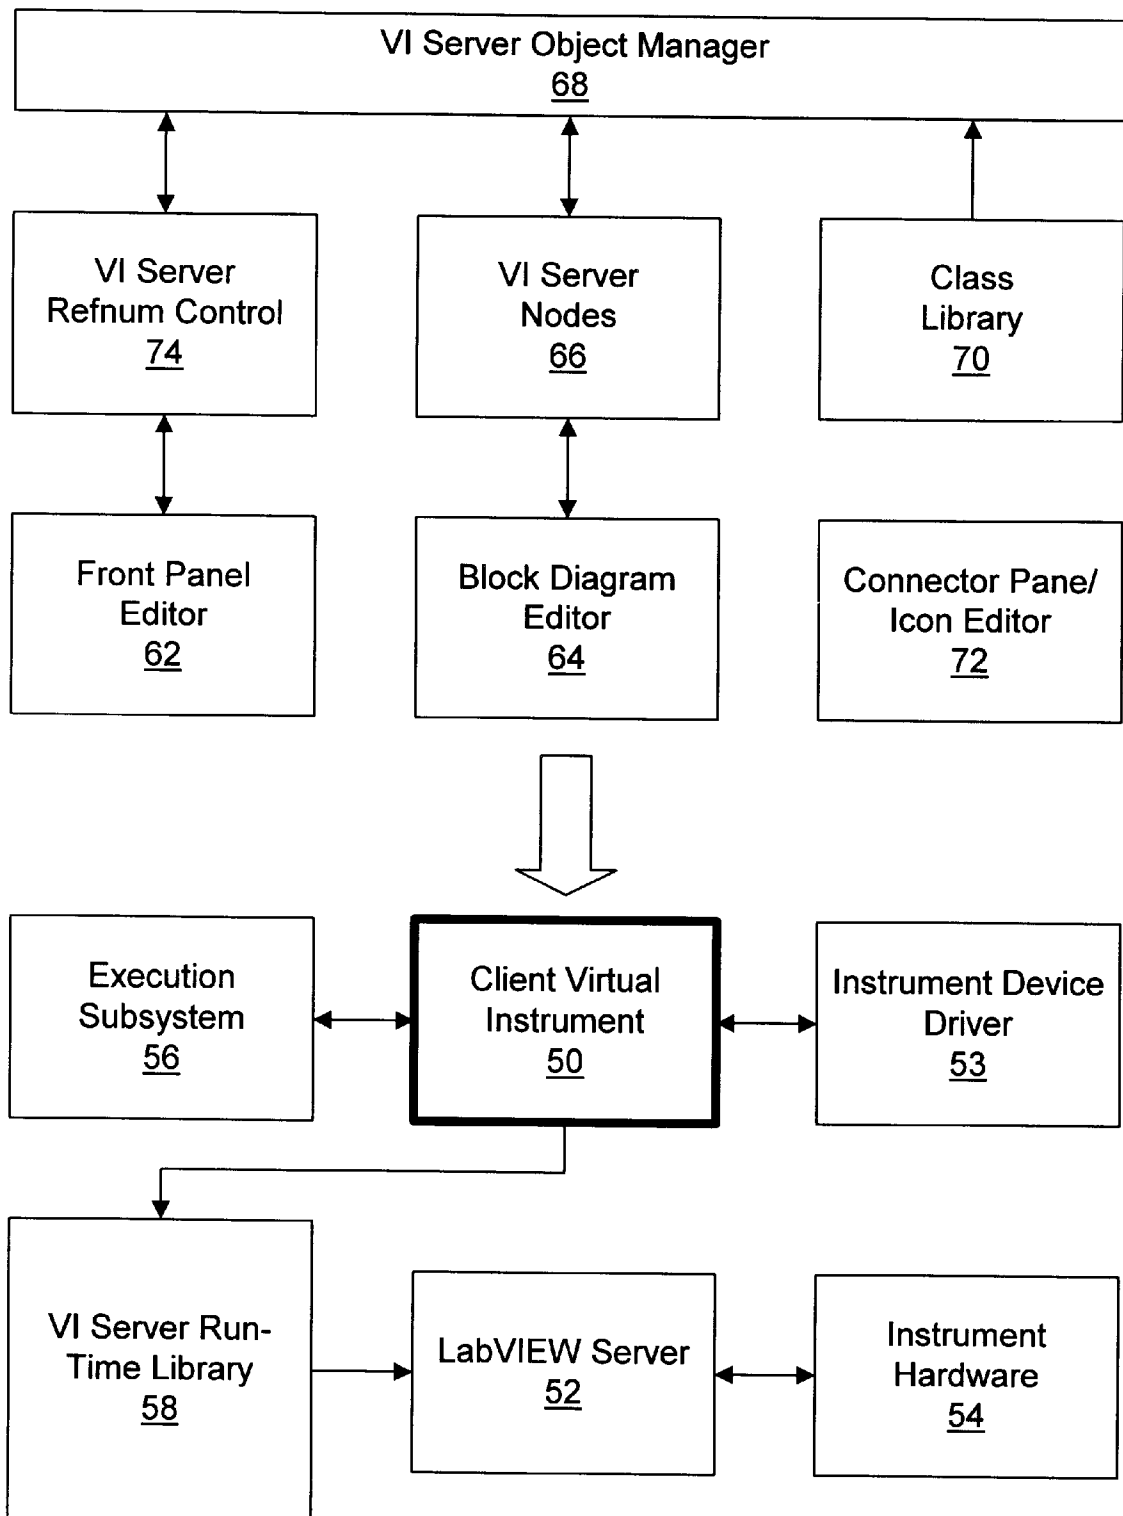 VI Server Object Manager
68
VI Server
Refnum Control
74
VI Server
Nodes
66
Class
Library
70
Front Panel
Editor
62
Block Diagram
Editor
64
Connector Pane/
Icon Editor
72
Execution
Subsystem
56
Client Virtual
Instrument
50
Instrument Device
Driver
53
VI Server Run-
Time Library
58
LabVIEW Server
52
Instrument
Hardware
54